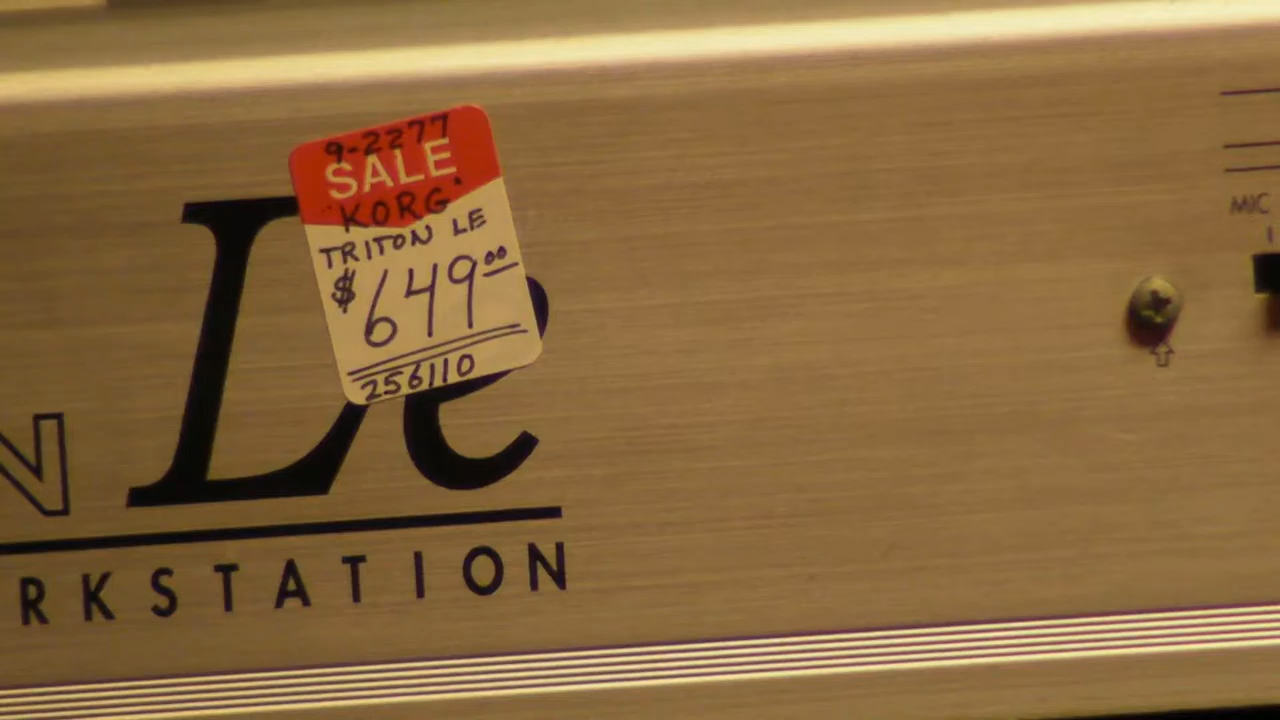 9-2277
SALE
"KORG"
TRITON LE
$649.00
256110
N Le
RKSTATION
MIC